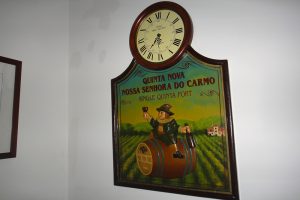 QUINTA NOVA
NOSSA SENHORA DO CARMO
SINGLE QUINTA PORT